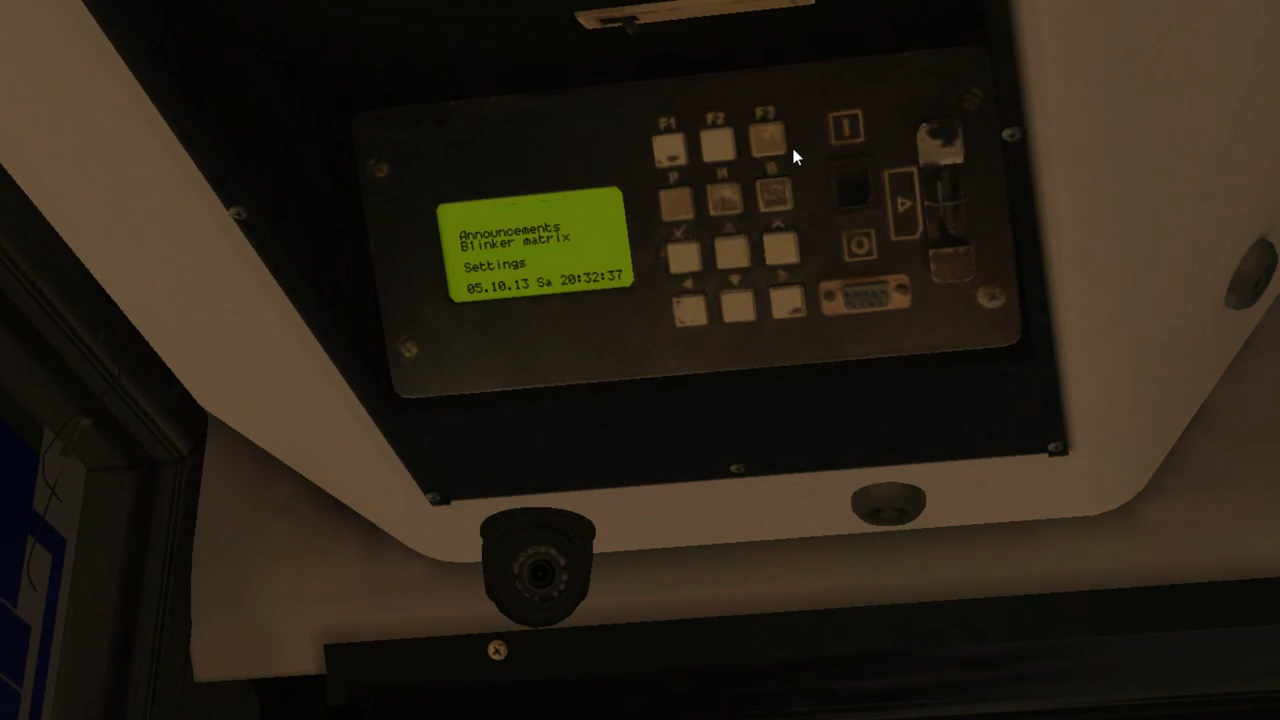 Announcements
Blinker matrix
Settings
05.10.13 Sa 20:32:37
F1 F2 F3
P И B